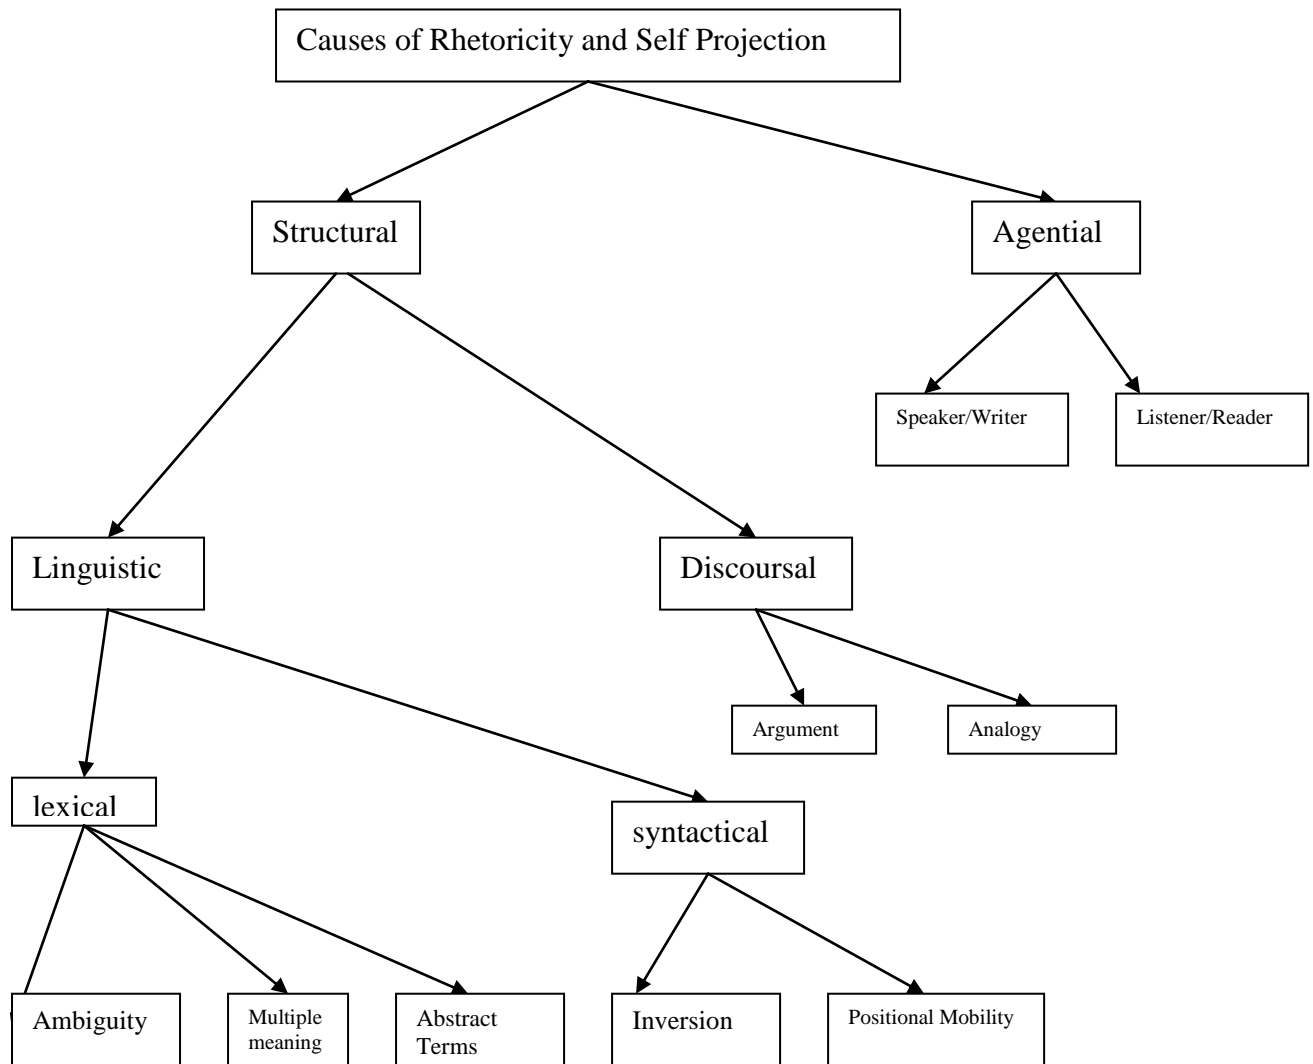 Causes of Rhetoricity and Self Projection
Structural
Agential
Speaker/Writer
Listener/Reader
Linguistic
Discoursal
Argument
Analogy
lexical
syntactical
Ambiguity
Multiple
meaning
Abstract
Terms
Inversion
Positional Mobility